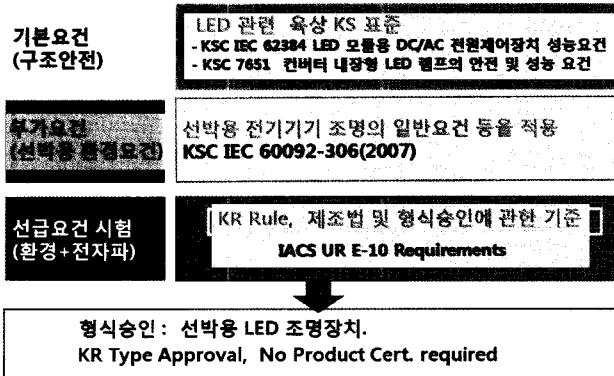 기본요건
(구조안전)
LED 관련 육상 KS 표준
- KSC IEC 62384 LED 모듈용 DC/AC 전원제어장치 성능요건
- KSC 7651 컨버터 내장형 LED 램프의 안전 및 성능 요건
부가요건
(선박용 환경요건)
선박용 전기기기 조명의 일반요건 등을 적용
KSC IEC 60092-306(2007)
선급요건 시험
(환경+전자파)
KR Rule, 제조법 및 형식승인에 관한 기준
IACS UR E-10 Requirements
형식승인 : 선박용 LED 조명장치.
KR Type Approval, No Product Cert. required